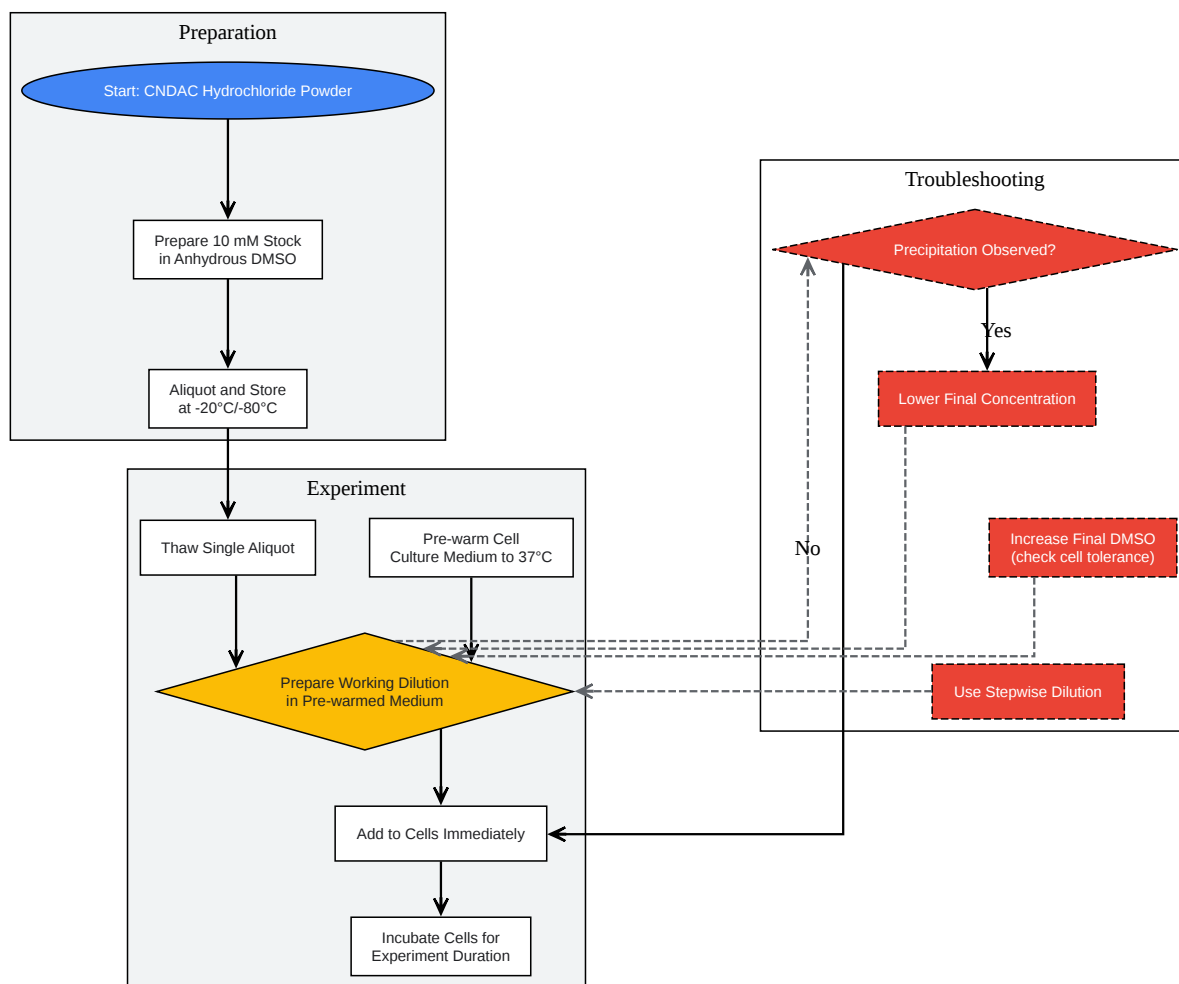 Preparation
Start: CNDAC Hydrochloride Powder
Prepare 10 mM Stock
in Anhydrous DMSO
Aliquot and Store
at -20°C/-80°C
Experiment
Thaw Single Aliquot
Pre-warm Cell
Culture Medium to 37°C
Prepare Working Dilution
in Pre-warmed Medium
Add to Cells Immediately
Incubate Cells for
Experiment Duration
Troubleshooting
Precipitation Observed?
Yes
Lower Final Concentration
No
Increase Final DMSO
(check cell tolerance)
Use Stepwise Dilution